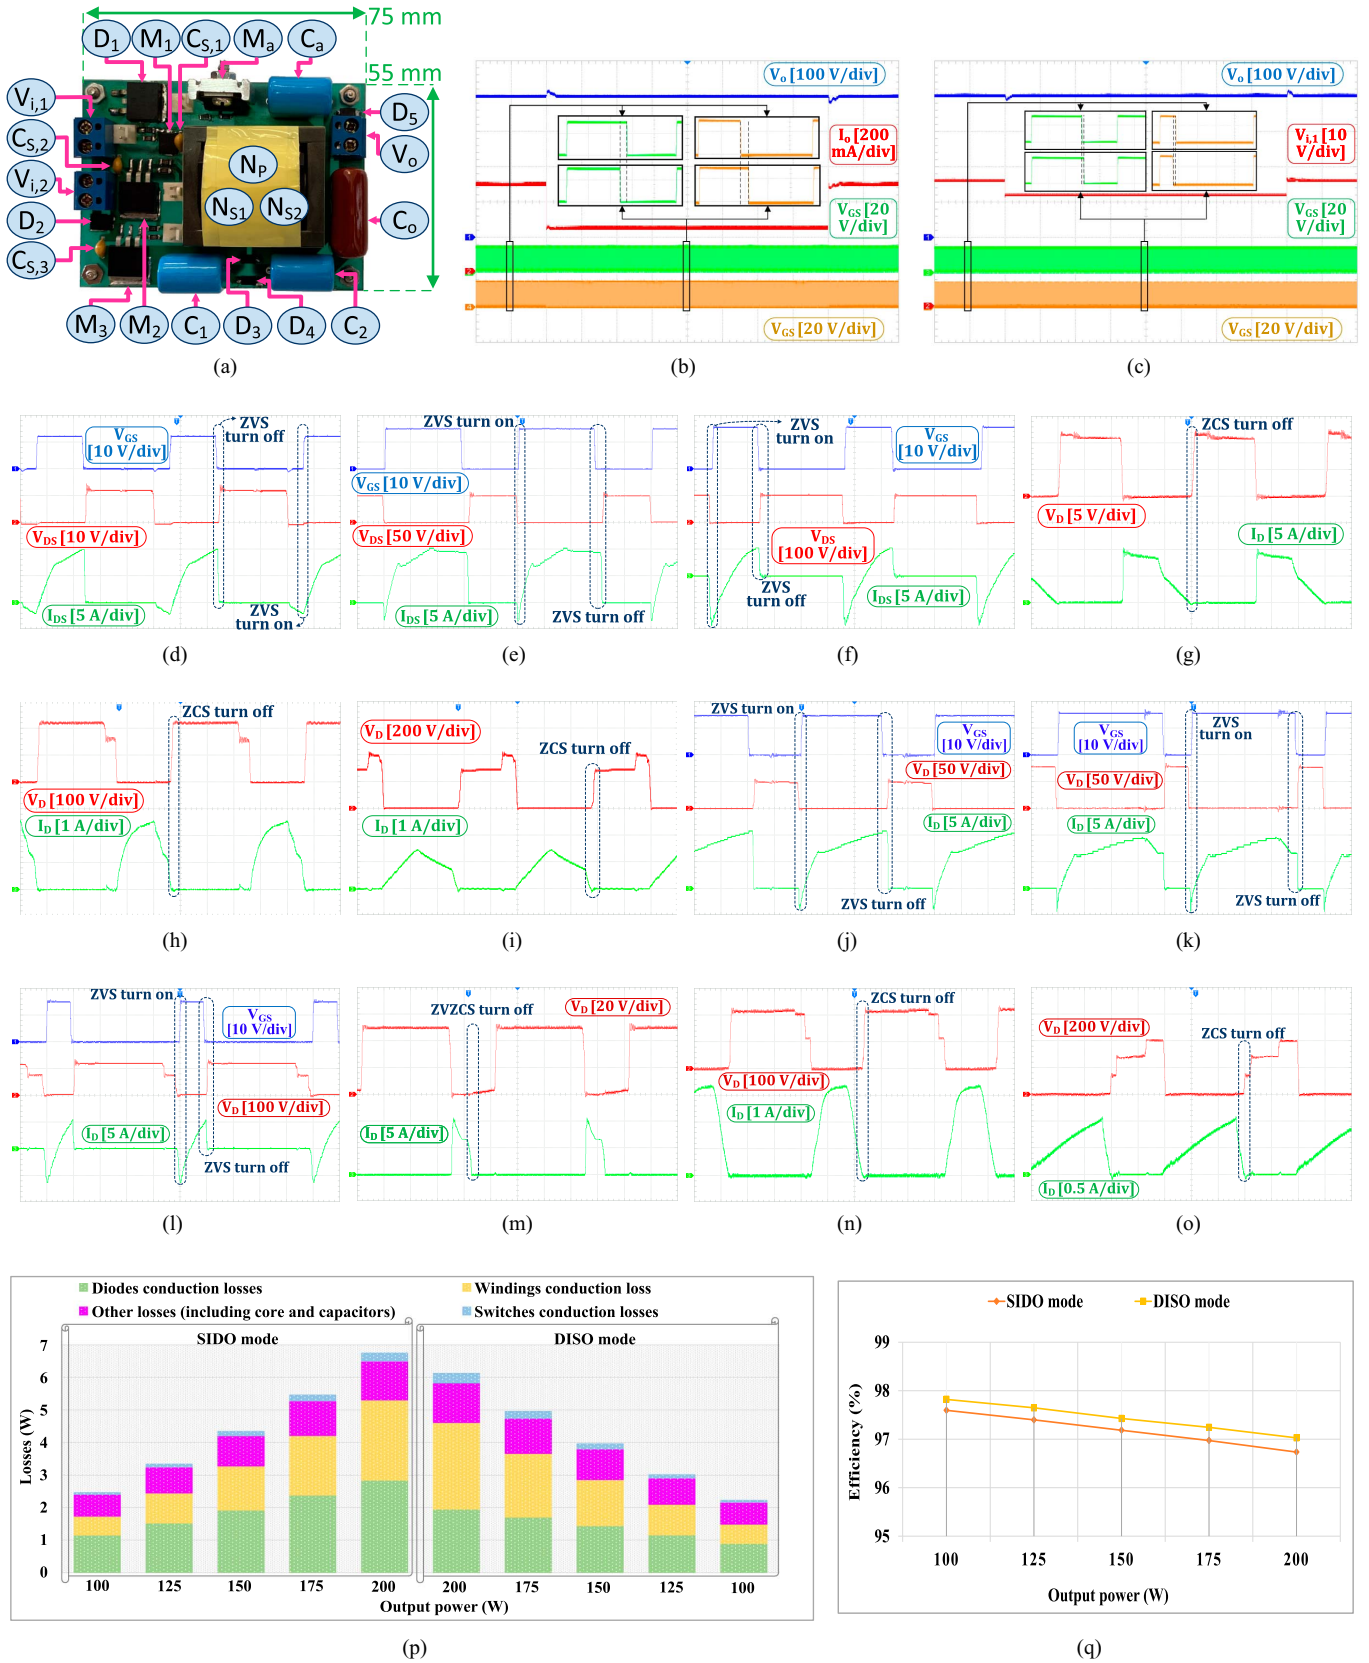 75 mm
55 mm
D1 M1 CS,1 Ma Ca
Vi,1
CS,2
Vi,2
D2
CS,3
D5
Vo
Co
NP
NS1 NS2
M3 M2 C1 D3 D4 C2
(a)
Vo [100 V/div]
Io [200
mA/div]
VGS [20
V/div]
VGS [20 V/div]
(b)
Vo [100 V/div]
Vi,1 [10
V/div]
VGS [20
V/div]
VGS [20 V/div]
(c)
ZVS
turn off
VGS
[10 V/div]
VDS [10 V/div]
IDS [5 A/div]
ZVS
turn on
(d)
ZVS turn on
VGS [10 V/div]
VDS [50 V/div]
IDS [5 A/div]
ZVS turn off
(e)
ZVS
turn on
VGS
[10 V/div]
VDS
[100 V/div]
ZVS
turn off
IDS [5 A/div]
(f)
ZCS turn off
VD [5 V/div]
ID [5 A/div]
(g)
ZCS turn off
VD [100 V/div]
ID [1 A/div]
(h)
VD [200 V/div]
ZCS turn off
ID [1 A/div]
(i)
ZVS turn on
VGS
[10 V/div]
VD [50 V/div]
ID [5 A/div]
ZVS turn off
(j)
VGS
[10 V/div]
ZVS
turn on
VD [50 V/div]
ID [5 A/div]
ZVS turn off
(k)
ZVS turn on
VGS
[10 V/div]
VD [100 V/div]
ID [5 A/div]
ZVS turn off
(l)
ZVZCS turn off
VD [20 V/div]
ID [5 A/div]
(m)
ZCS turn off
VD [100 V/div]
ID [1 A/div]
(n)
VD [200 V/div]
ZCS turn off
ID [0.5 A/div]
(o)
Diodes conduction losses
Windings conduction loss
Other losses (including core and capacitors)
Switches conduction losses
SIDO mode
DISO mode
Losses (W)
7
6
5
4
3
2
1
0
100 125 150 175 200 200 175 150 125 100
Output power (W)
(p)
SIDO mode
DISO mode
Efficiency (%)
99
98
97
96
95
100 125 150 175 200
Output power (W)
(q)